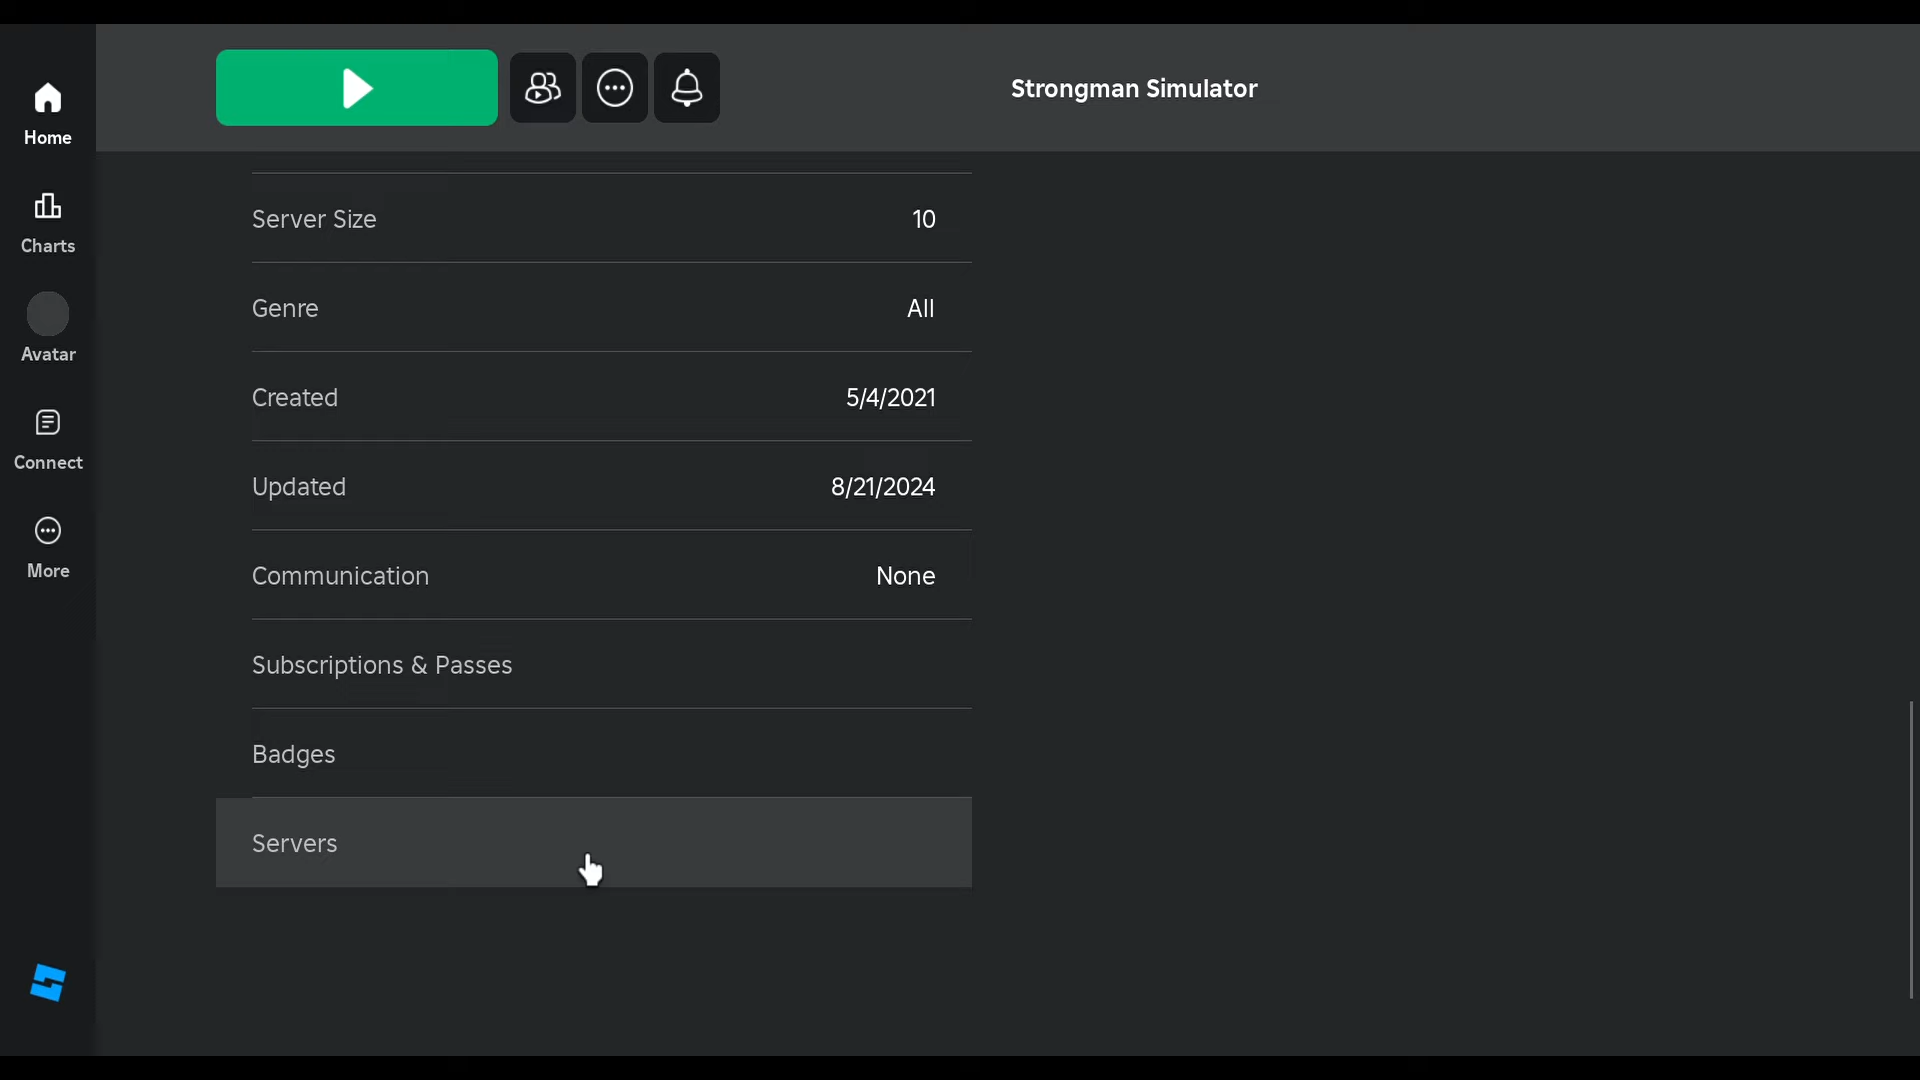 Strongman Simulator
Home
Charts
Avatar
Connect
More
Server Size 10
Genre All
Created 5/4/2021
Updated 8/21/2024
Communication None
Subscriptions & Passes
Badges
Servers